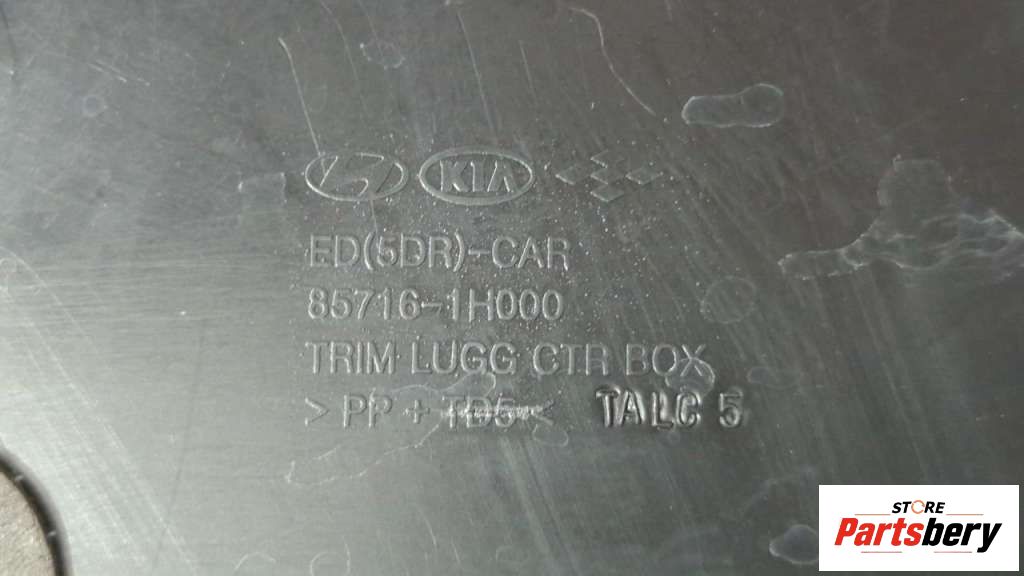 KIA
ED(5DR)-CAR
85716-1H000
TRIM LUGG CTR BOX
> PP + TD5 < TALC 5
STORE
Partsbery